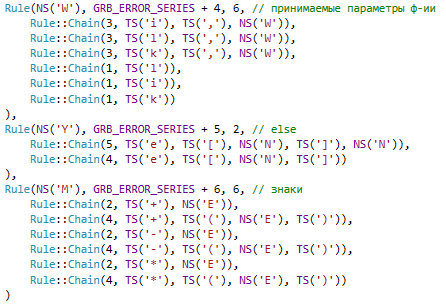 Rule(NS('W'), GRB_ERROR_SERIES + 4, 6, // принимаемые параметры ф-ии
Rule::Chain(3, TS('i'), TS(','), NS('W')),
Rule::Chain(3, TS('l'), TS(','), NS('W')),
Rule::Chain(3, TS('k'), TS(','), NS('W')),
Rule::Chain(1, TS('l')),
Rule::Chain(1, TS('i')),
Rule::Chain(1, TS('k'))
),
Rule(NS('Y'), GRB_ERROR_SERIES + 5, 2, // else
Rule::Chain(5, TS('e'), TS('['), NS('N'), TS(']'), NS('N')),
Rule::Chain(4, TS('e'), TS('['), NS('N'), TS(']'))
),
Rule(NS('M'), GRB_ERROR_SERIES + 6, 6, // знаки
Rule::Chain(2, TS('+'), NS('E')),
Rule::Chain(4, TS('+'), TS('('), NS('E'), TS(')')),
Rule::Chain(2, TS('-'), NS('E')),
Rule::Chain(4, TS('-'), TS('('), NS('E'), TS(')')),
Rule::Chain(2, TS('*'), NS('E')),
Rule::Chain(4, TS('*'), TS('('), NS('E'), TS(')'))
)